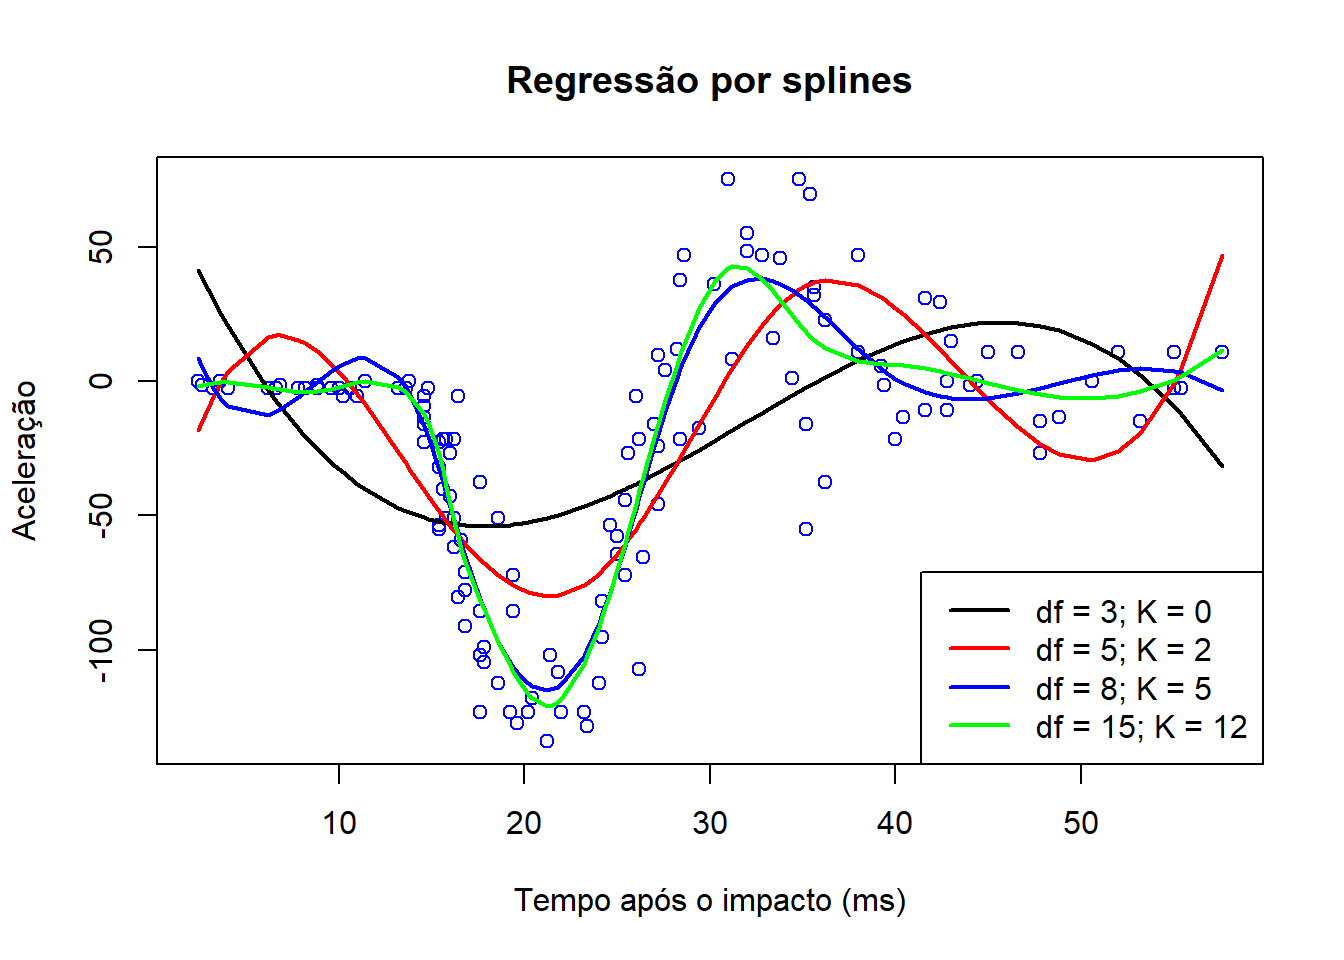 Regressão por splines
Aceleração
50
0
-50
-100
df = 3; K = 0
df = 5; K = 2
df = 8; K = 5
df = 15; K = 12
10 20 30 40 50
Tempo após o impacto (ms)